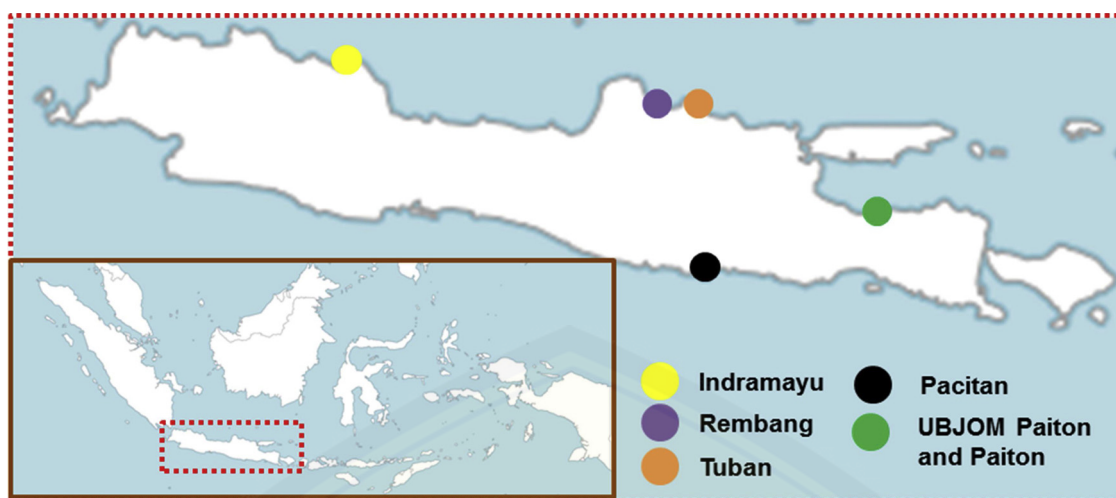 Indramayu
Rembang
Tuban
Pacitan
UBJOM Paiton
and Paiton